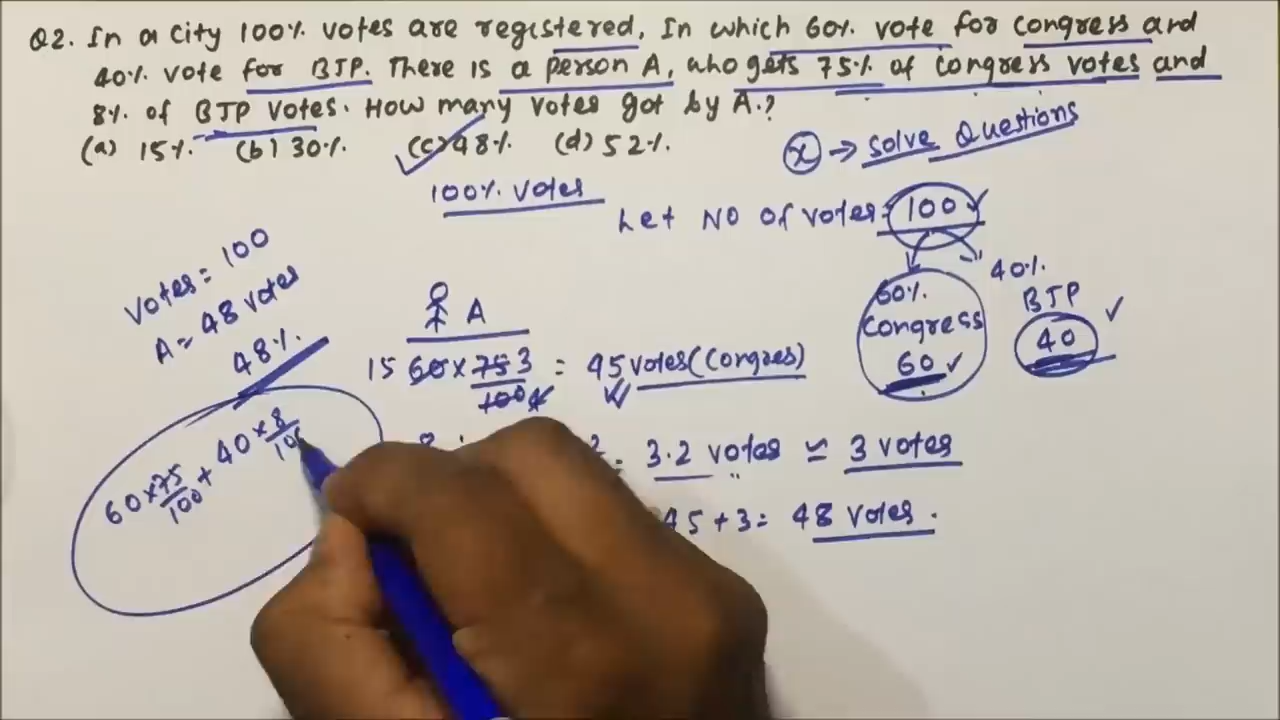 Q2. In a city 100% votes are registered, In which 60% vote for congress and
40% vote for BJP. There is a person A, who gets 75% of congress votes and
8% of BJP votes. How many votes got by A.?
(a) 15% (b) 30% (c) 48% (d) 52%
x → solve Questions
100% votes
Let NO of votes: 100
60% Congress 60
40% BJP 40
Votes = 100
A = 48 votes
48%
A
15 60 × 75 3 / 100 4 = 45 votes (Congres)
3.2 votes ≃ 3 votes
45 + 3 = 48 votes.
60 × 75/100 + 40 × 8/100